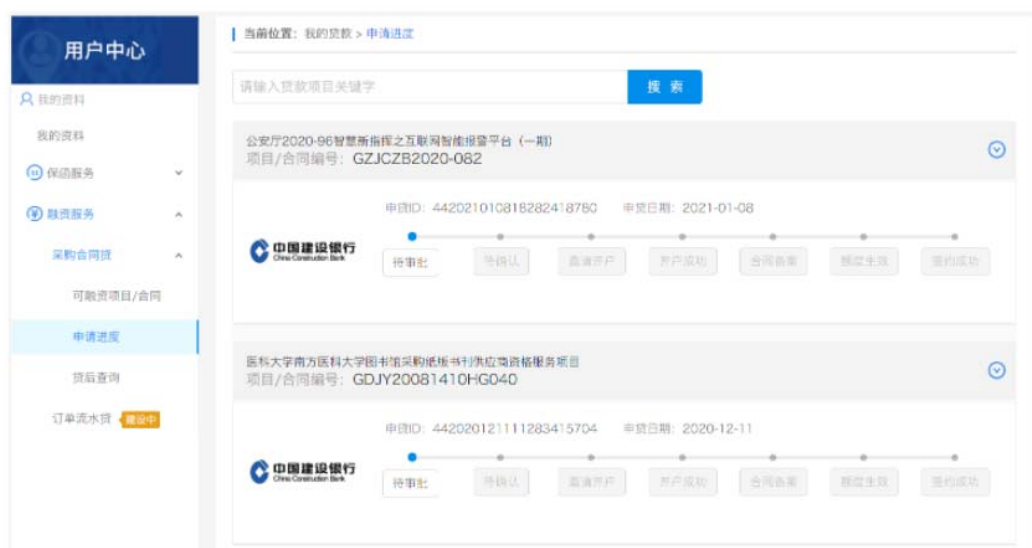 用户中心
我的资料
我的资料
保函服务
融资服务
采购合同贷
可融资项目/合同
申请进度
贷后查询
订单流水贷 建设中
当前位置：我的贷款 > 申请进度
请输入贷款项目关键字
搜 索
公安厅2020-96智慧新指挥之互联网智能报警平台（一期）
项目/合同编号：GZJCZB2020-082
申贷ID：442021010818282418760 申贷日期：2021-01-08
中国建设银行
China Construction Bank
待审批 待确认 邀请开户 开户成功 合同备案 额度生效 签约成功
医科大学南方医科大学图书馆采购纸版书刊供应商资格服务项目
项目/合同编号：GDJY20081410HG040
申贷ID：442020121111283415704 申贷日期：2020-12-11
中国建设银行
China Construction Bank
待审批 待确认 邀请开户 开户成功 合同备案 额度生效 签约成功